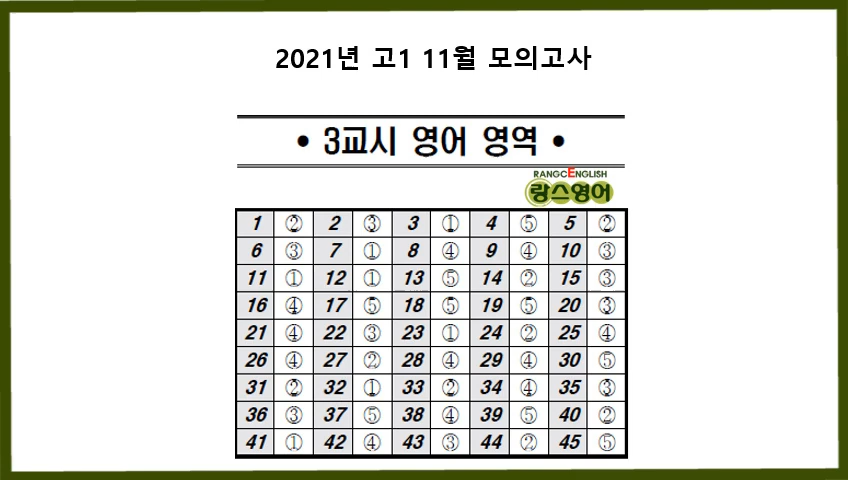 2021년 고1 11월 모의고사
• 3교시 영어 영역 •
RANGCENGLISH
랑스영어
1 ② 2 ③ 3 ① 4 ⑤ 5 ②
6 ③ 7 ① 8 ④ 9 ④ 10 ③
11 ① 12 ① 13 ⑤ 14 ② 15 ③
16 ④ 17 ⑤ 18 ⑤ 19 ⑤ 20 ③
21 ④ 22 ③ 23 ① 24 ② 25 ④
26 ④ 27 ② 28 ④ 29 ④ 30 ⑤
31 ② 32 ① 33 ② 34 ④ 35 ③
36 ③ 37 ⑤ 38 ④ 39 ⑤ 40 ②
41 ① 42 ④ 43 ③ 44 ② 45 ⑤